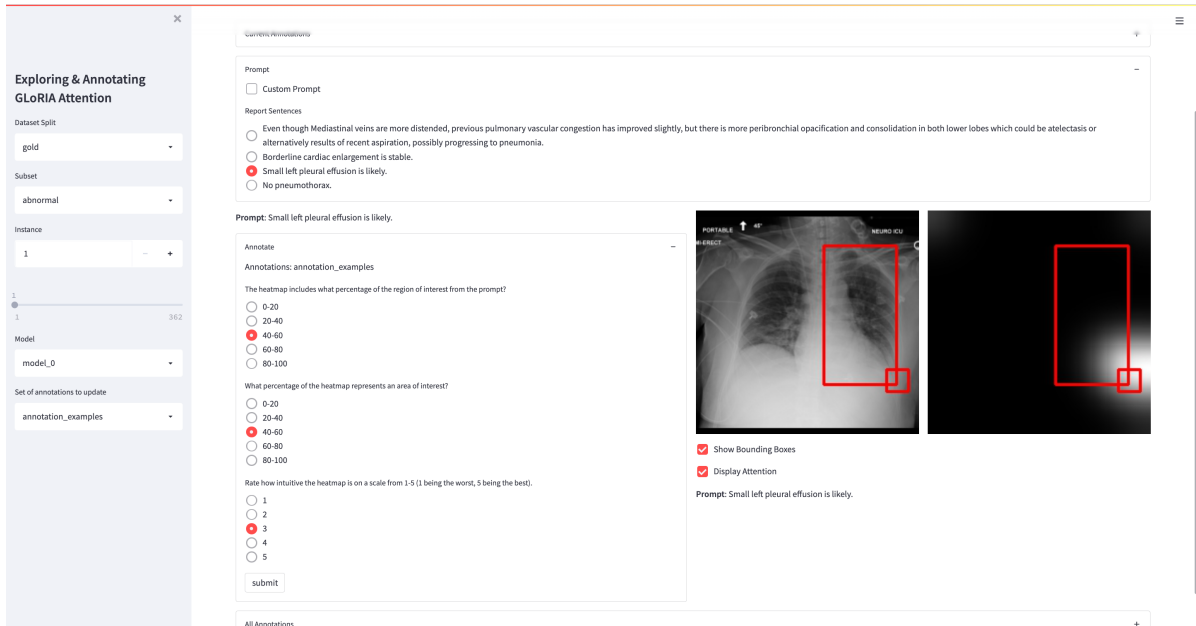 ×
Exploring & Annotating
GLoRIA Attention
Dataset Split
gold
Subset
abnormal
Instance
1
− +
1
1 362
Model
model_0
Set of annotations to update
annotation_examples
Current Annotations +
Prompt −
Custom Prompt
Report Sentences
Even though Mediastinal veins are more distended, previous pulmonary vascular congestion has improved slightly, but there is more peribronchial opacification and consolidation in both lower lobes which could be atelectasis or
alternatively results of recent aspiration, possibly progressing to pneumonia.
Borderline cardiac enlargement is stable.
Small left pleural effusion is likely.
No pneumothorax.
Prompt: Small left pleural effusion is likely.
Annotate −
Annotations: annotation_examples
The heatmap includes what percentage of the region of interest from the prompt?
0-20
20-40
40-60
60-80
80-100
What percentage of the heatmap represents an area of interest?
0-20
20-40
40-60
60-80
80-100
Rate how intuitive the heatmap is on a scale from 1-5 (1 being the worst, 5 being the best).
1
2
3
4
5
submit
PORTABLE 45° NEURO ICU
I-ERECT
Show Bounding Boxes
Display Attention
Prompt: Small left pleural effusion is likely.
All Annotations +